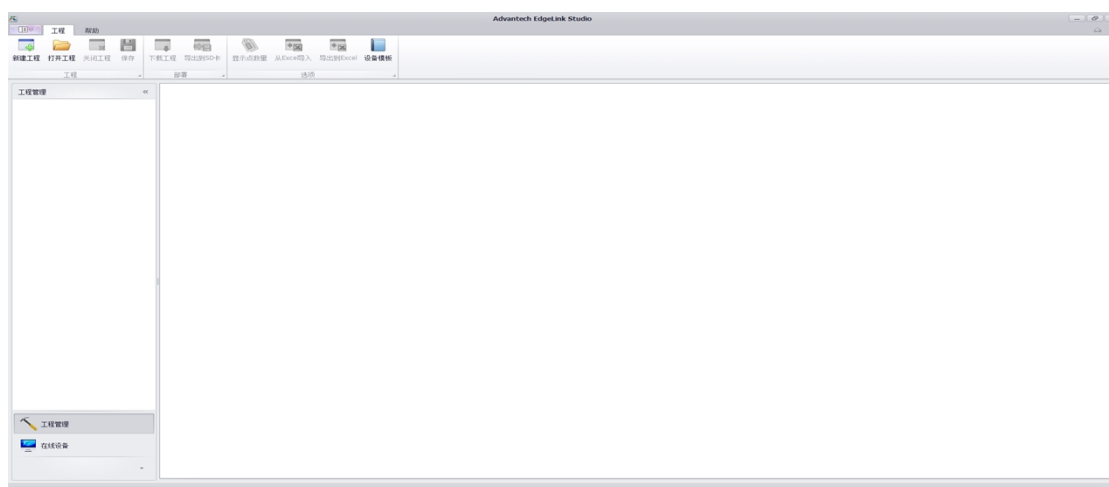 Advantech EdgeLink Studio
工程 帮助
新建工程 打开工程 关闭工程 保存 下载工程 导出到SD卡 显示点数量 从Excel导入 导出到Excel 设备模板
工程 部署 选项
工程管理
工程管理
在线设备